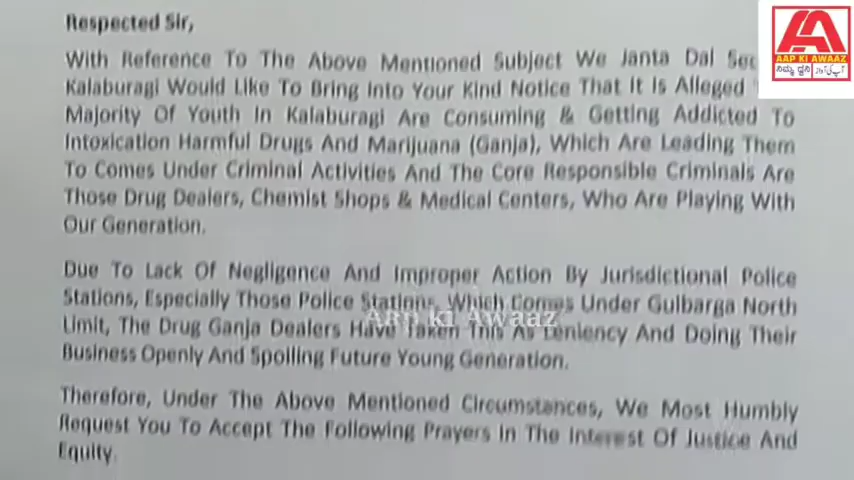 Respected Sir,
With Reference To The Above Mentioned Subject We Janta Dal
Kalaburagi Would Like To Bring Into Your Kind Notice That It Is Alleged
Majority Of Youth In Kalaburagi Are Consuming & Getting Addicted To
Intoxication Harmful Drugs And Marijuana (Ganja), Which Are Leading Them
To Comes Under Criminal Activities And The Core Responsible Criminals Are
Those Drug Dealers, Chemist Shops & Medical Centers, Who Are Playing With
Our Generation.
Due To Lack Of Negligence And Improper Action By Jurisdictional Police
Stations, Especially Those Police Stations, Which Comes Under Gulbarga North
Limit, The Drug Ganja Dealers Have Taken This As Leniency And Doing Their
Business Openly And Spoiling Future Young Generation.
Therefore, Under The Above Mentioned Circumstances, We Most Humbly
Request You To Accept The Following Prayers In The Interest Of Justice And
Equity.
Aap ki Awaaz
AAP KI AWAAZ
ನಿಮ್ಮ ಧ್ವನಿ آپ کی آواز